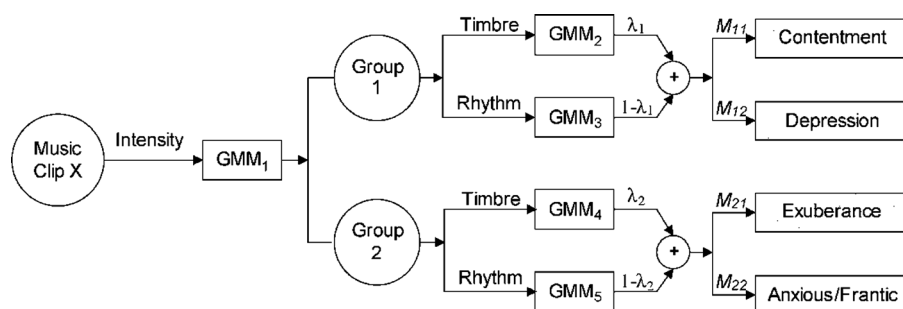 Music
Clip X
Intensity
GMM₁
Group
1
Timbre
GMM₂
λ₁
Rhythm
GMM₃
1-λ₁
+
M₁₁
Contentment
M₁₂
Depression
Group
2
Timbre
GMM₄
λ₂
Rhythm
GMM₅
1-λ₂
+
M₂₁
Exuberance
M₂₂
Anxious/Frantic